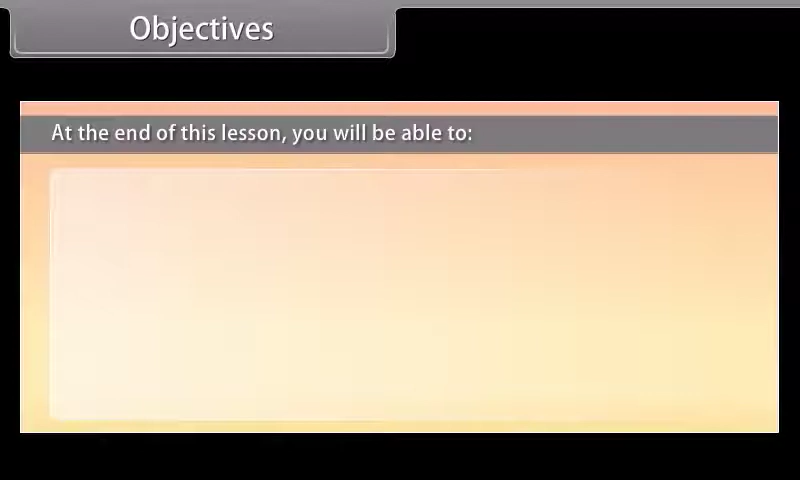 Objectives
At the end of this lesson, you will be able to: